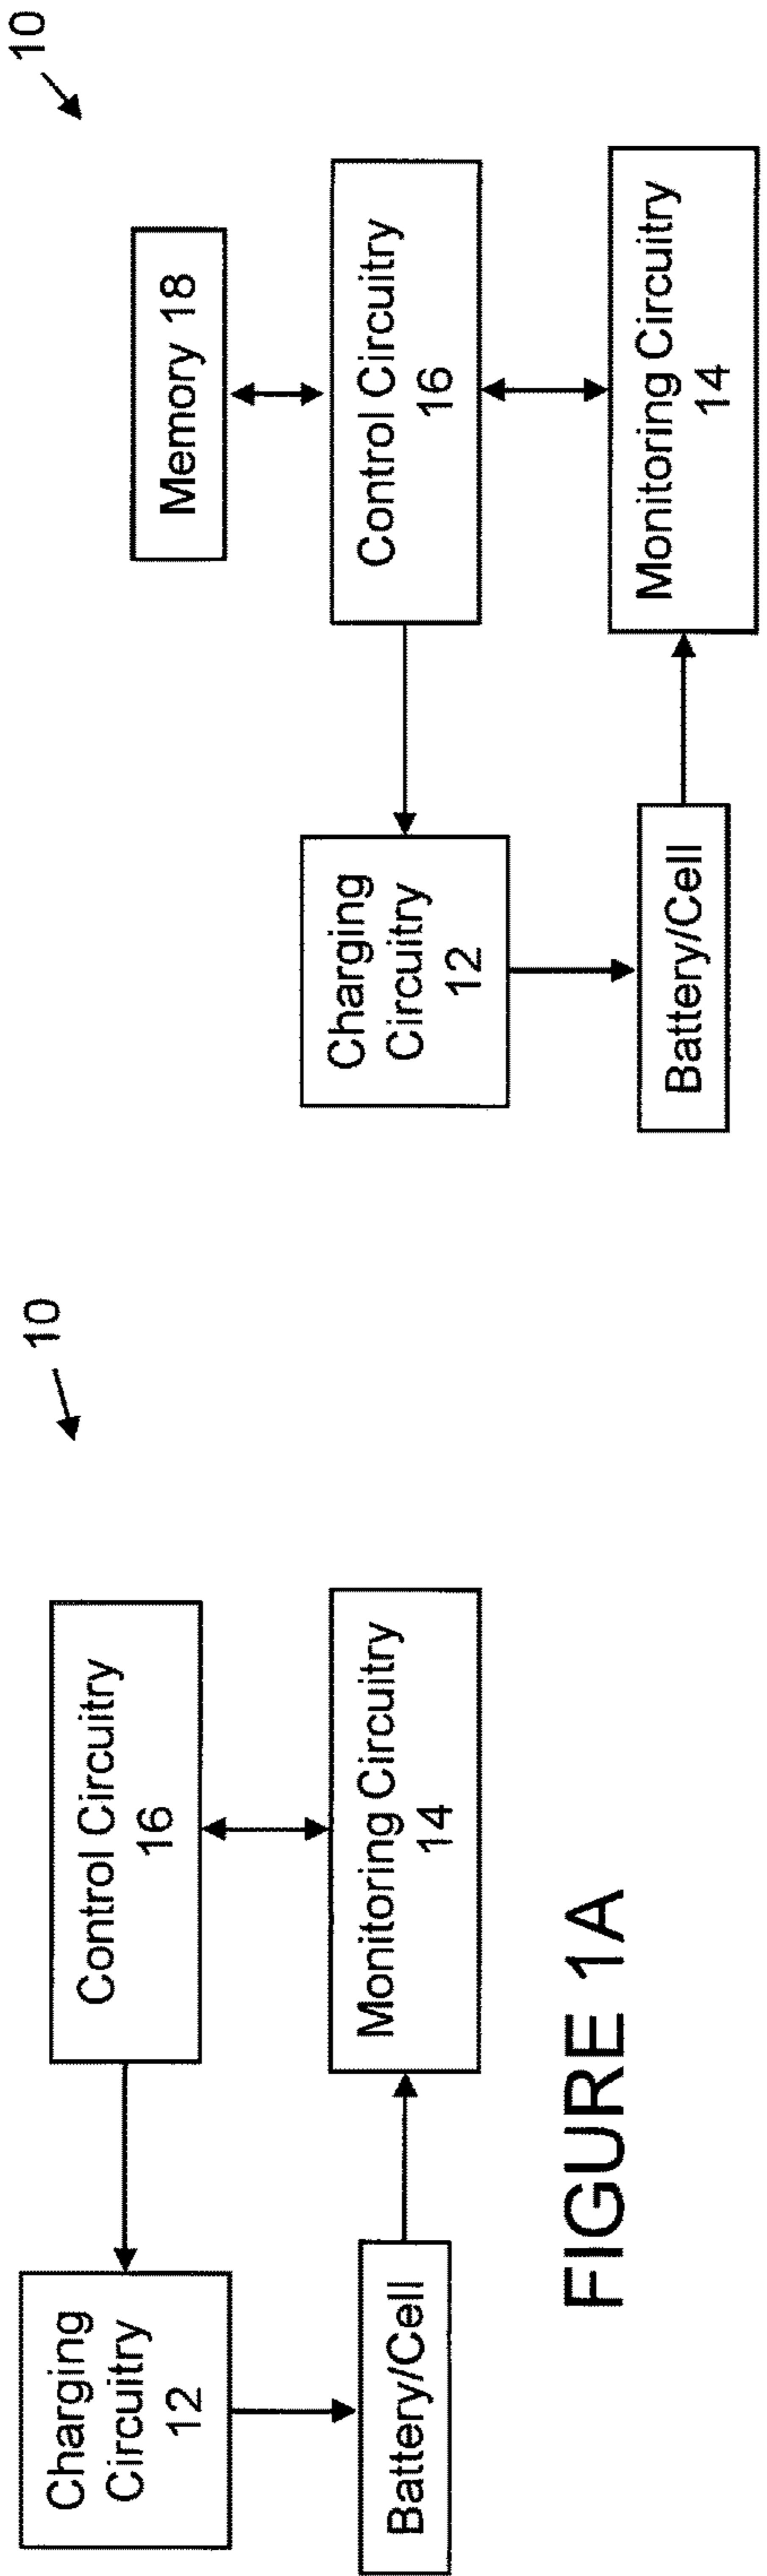 10
Control Circuitry
16
Charging
Circuitry
12
Monitoring Circuitry
14
Battery/Cell
FIGURE 1A
10
Memory 18
Control Circuitry
16
Charging
Circuitry
12
Monitoring Circuitry
14
Battery/Cell